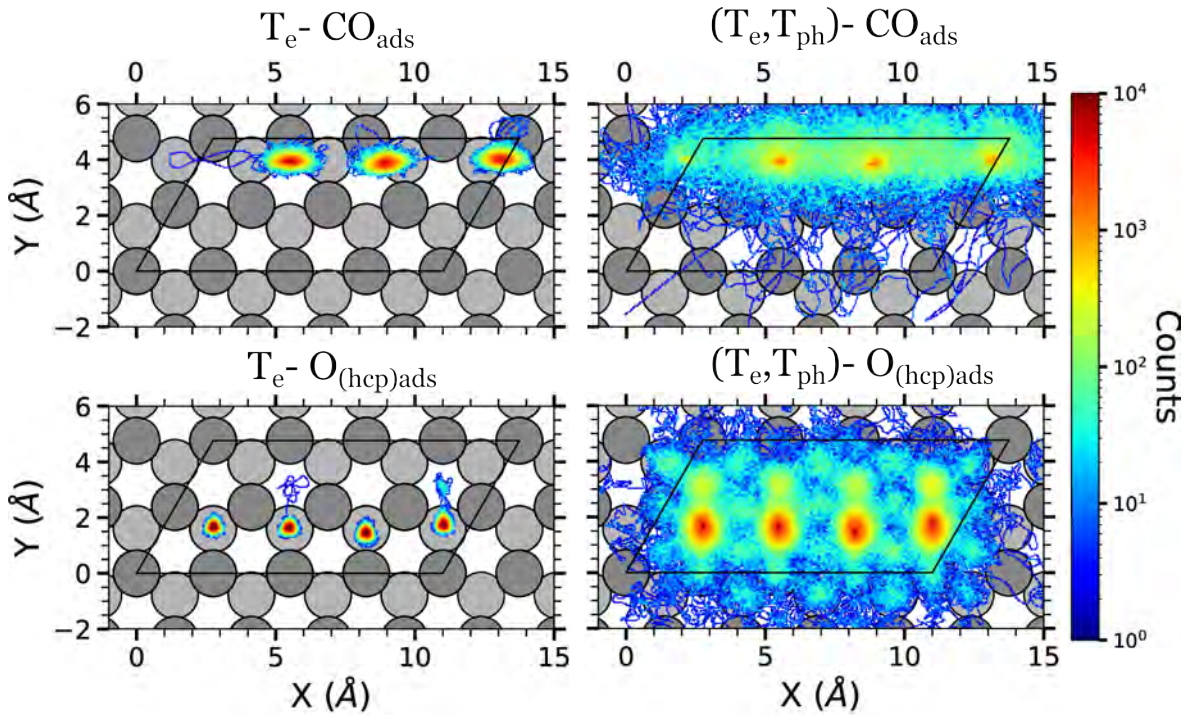 Tₑ- CO_ads (Tₑ,T_ph)- CO_ads
0 5 10 15 0 5 10 15
6 4 2 0 −2
Y (Å)
10⁴
10³
10²
10¹
10⁰
Counts
Tₑ- O_(hcp)ads (Tₑ,T_ph)- O_(hcp)ads
6 4 2 0 −2
Y (Å)
0 5 10 15 0 5 10 15
X (Å) X (Å)